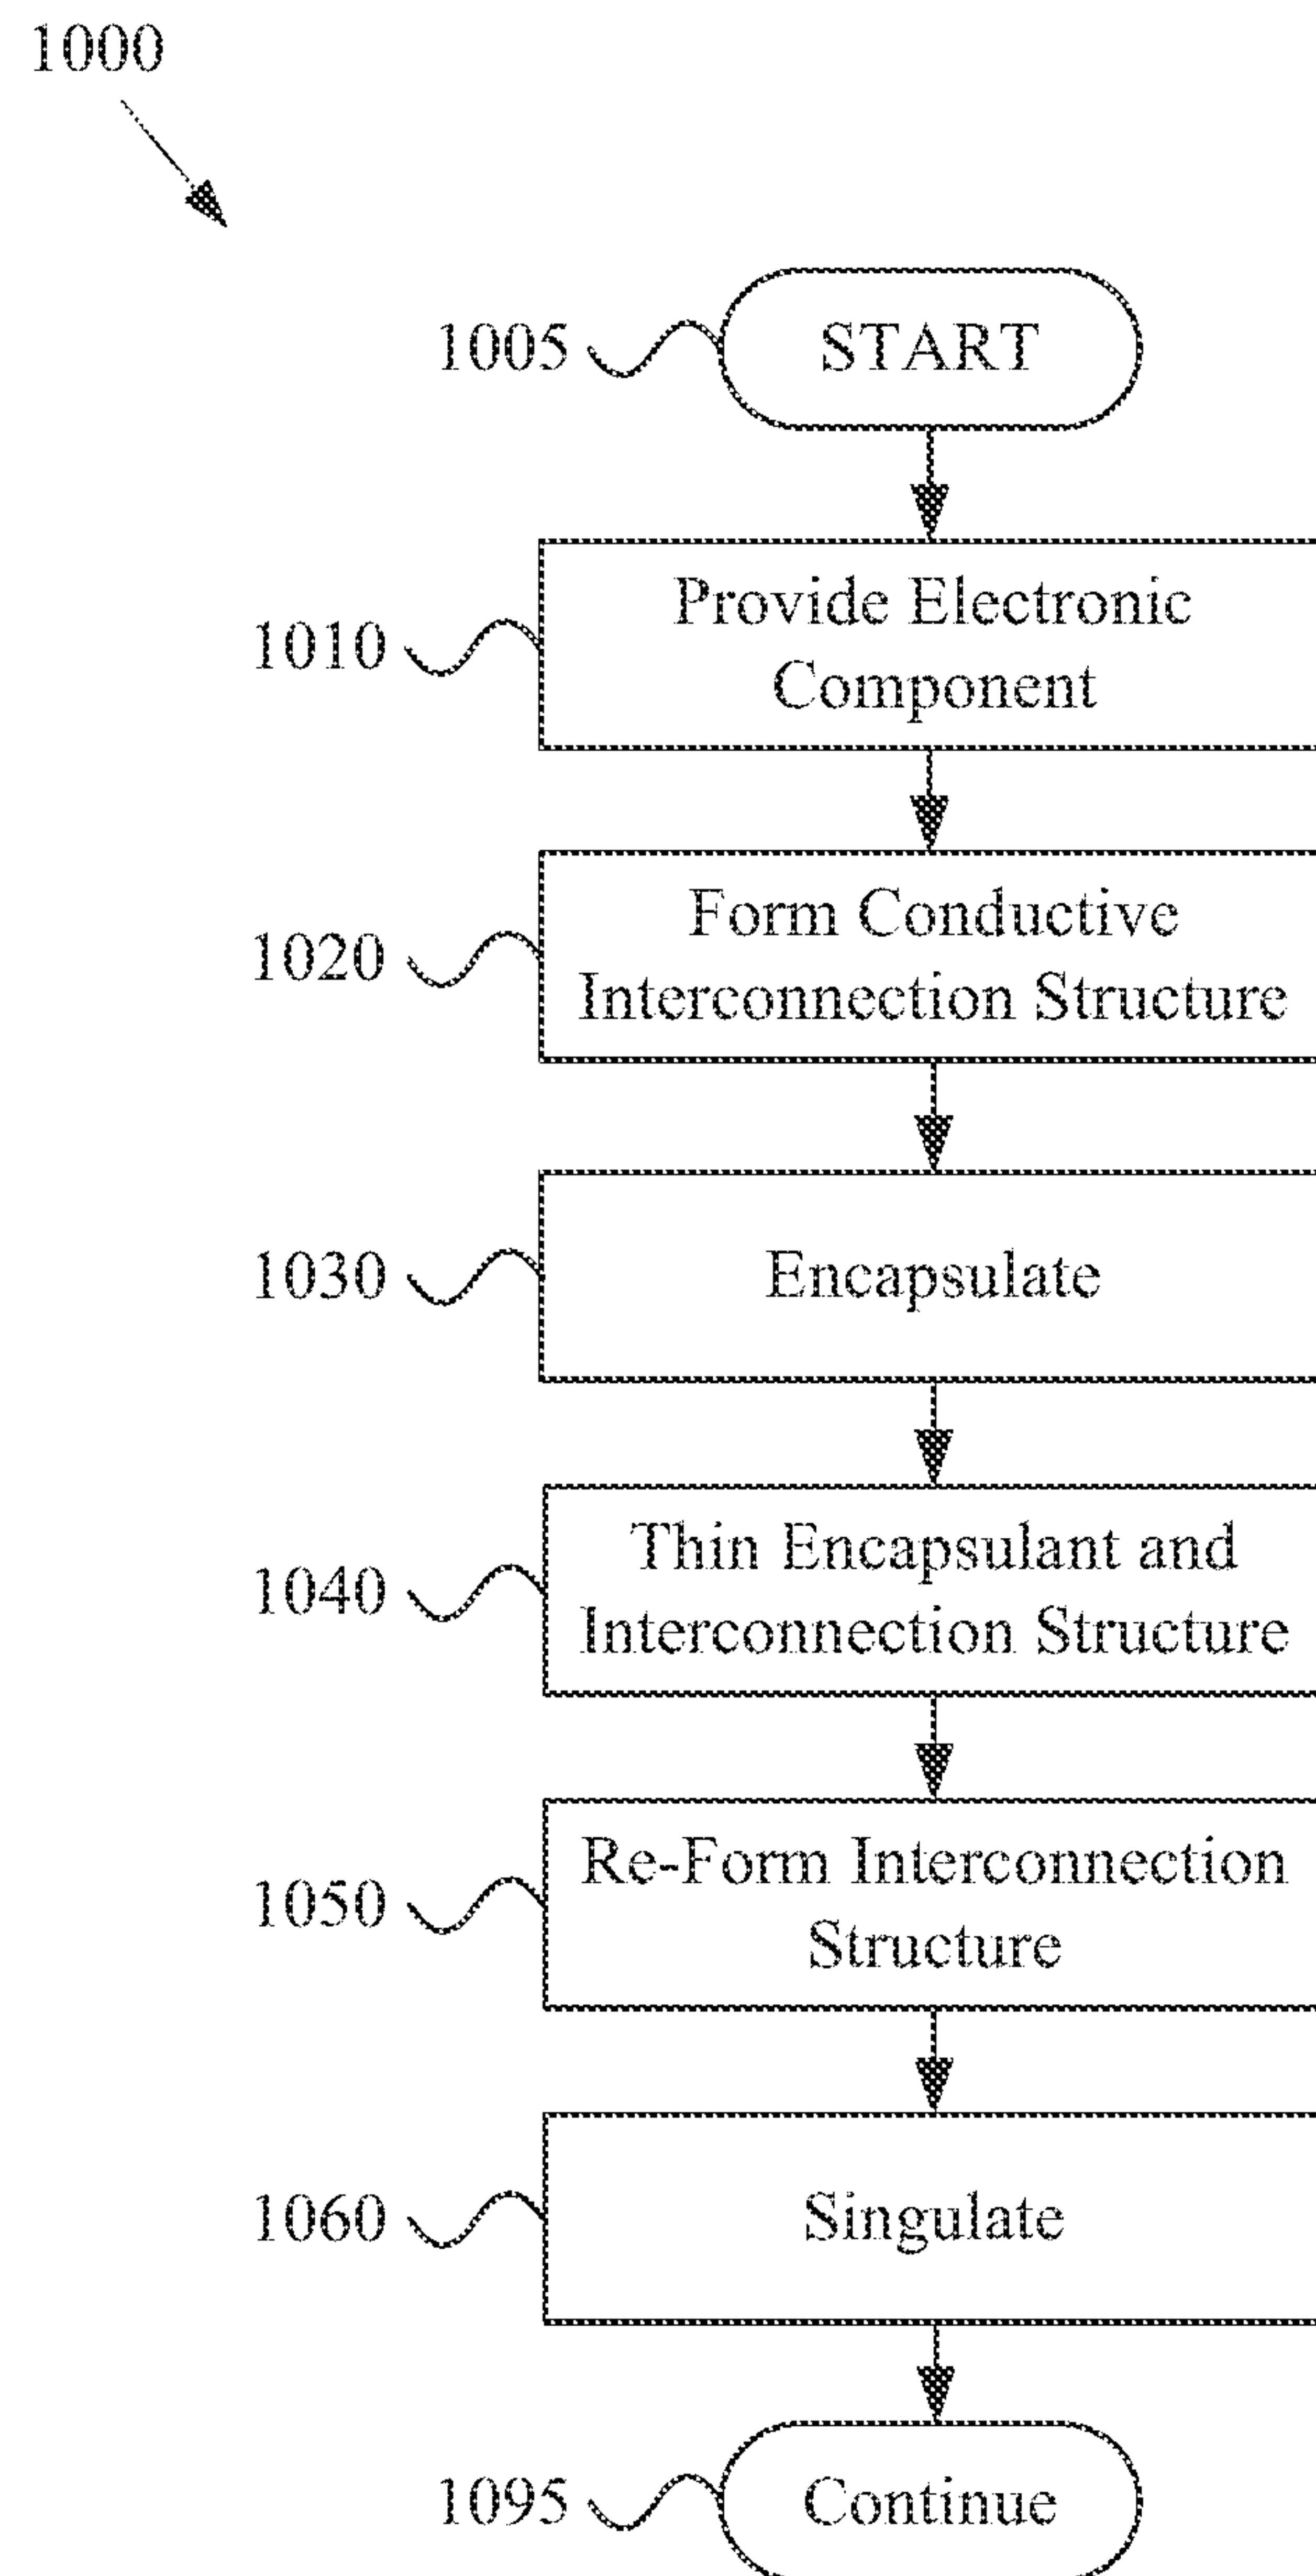 1000
1005 START
1010 Provide Electronic
Component
1020 Form Conductive
Interconnection Structure
1030 Encapsulate
1040 Thin Encapsulant and
Interconnection Structure
1050 Re-Form Interconnection
Structure
1060 Singulate
1095 Continue